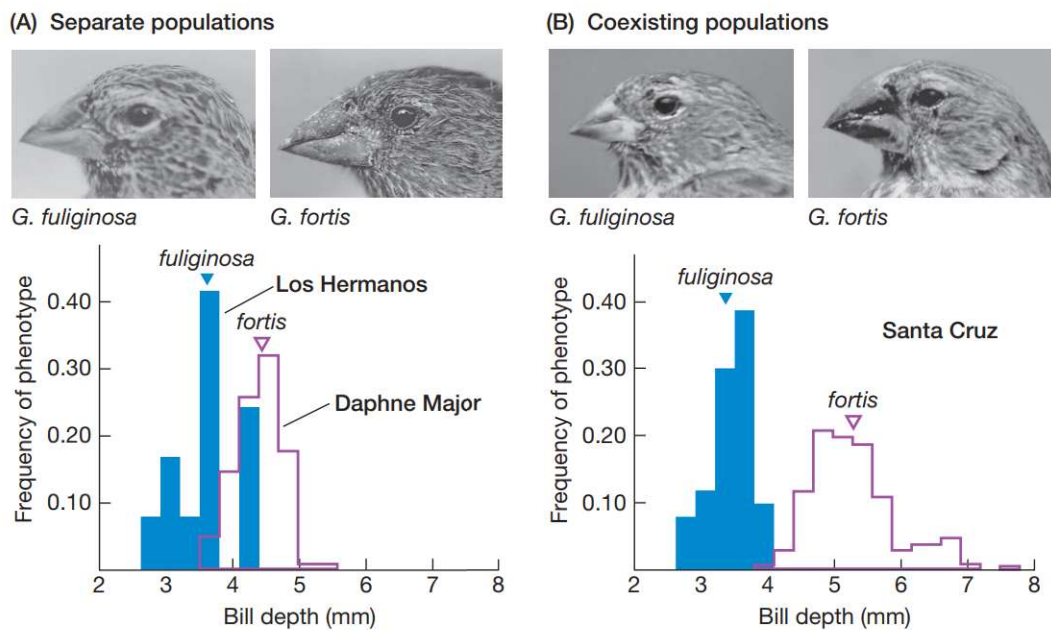 (A) Separate populations
G. fuliginosa
G. fortis
fuliginosa
Los Hermanos
fortis
Daphne Major
Frequency of phenotype
0.40
0.30
0.20
0.10
2 3 4 5 6 7 8
Bill depth (mm)
(B) Coexisting populations
G. fuliginosa
G. fortis
fuliginosa
Santa Cruz
fortis
Frequency of phenotype
0.40
0.30
0.20
0.10
2 3 4 5 6 7 8
Bill depth (mm)